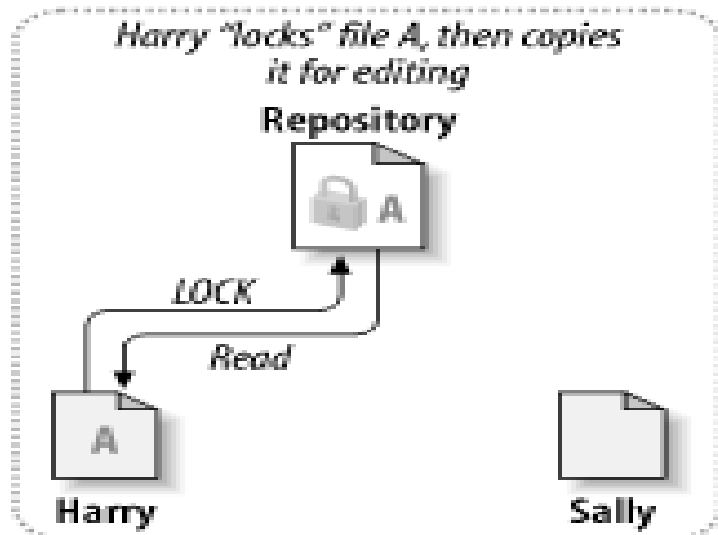 Harry “locks” file A, then copies
it for editing
Repository
A
LOCK
Read
A
Harry
Sally